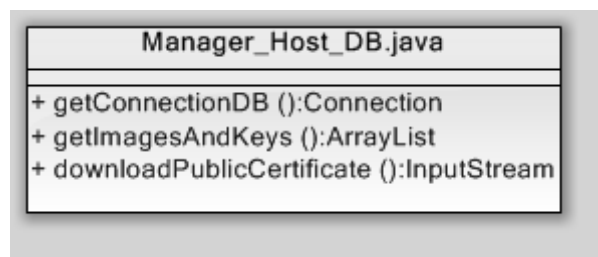 Manager_Host_DB.java
+ getConnectionDB ():Connection
+ getImagesAndKeys ():ArrayList
+ downloadPublicCertificate ():InputStream